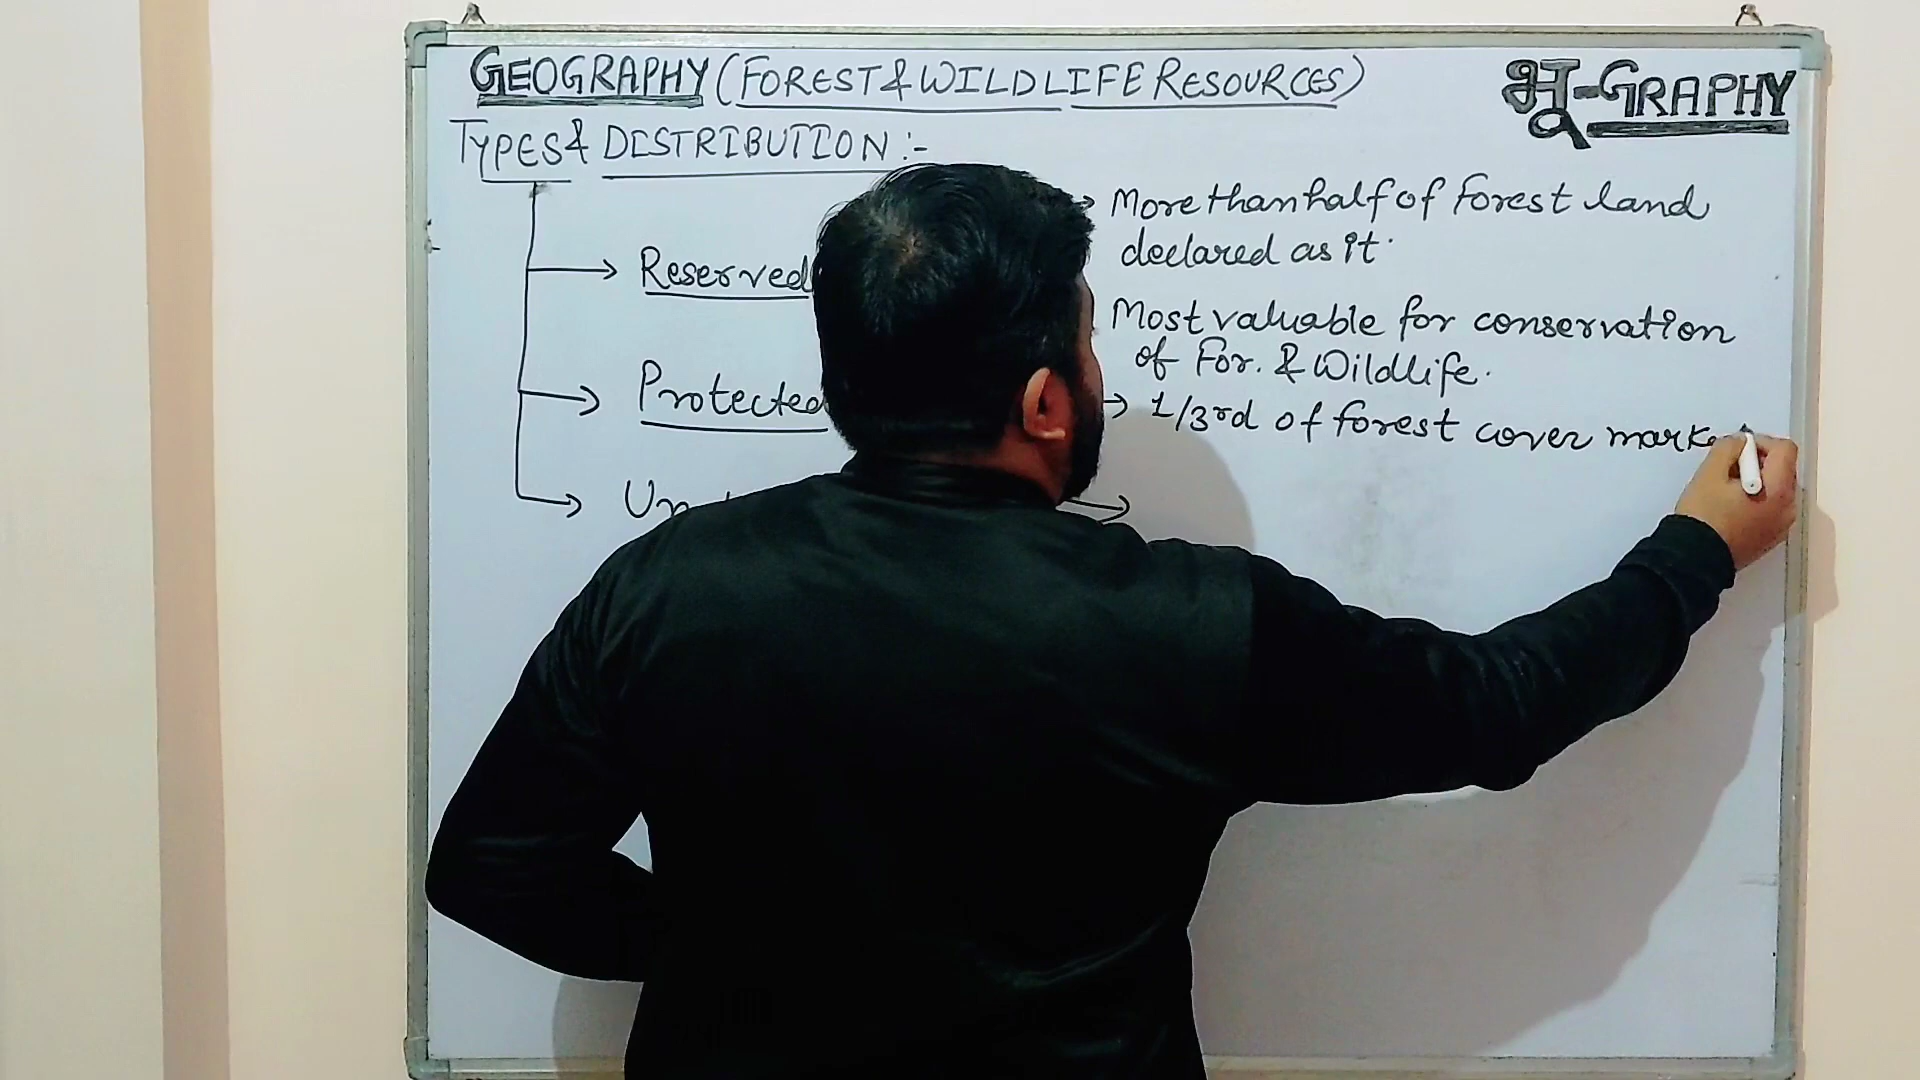 GEOGRAPHY (FOREST & WILDLIFE RESOURCES)
भू-GRAPHY
TYPES & DISTRIBUTION :-
Reserved
→ More than half of Forest land
declared as it.
Most valuable for conservation
of For. & Wildlife.
Protected
→ 1/3rd of forest cover marke
Un